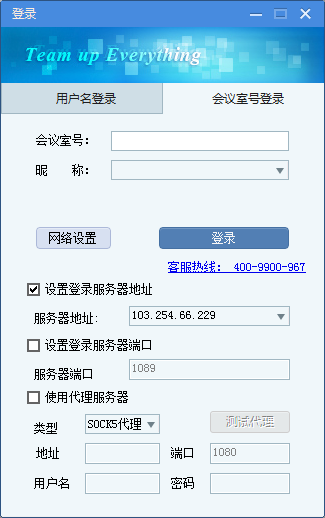 登录
Team up Everything
用户名登录 会议室号登录
会议室号:
昵 称:
网络设置 登录
客服热线: 400-9900-967
设置登录服务器地址
服务器地址: 103.254.66.229
设置登录服务器端口
服务器端口 1089
使用代理服务器
类型 SOCK5代理 测试代理
地址 端口 1080
用户名 密码